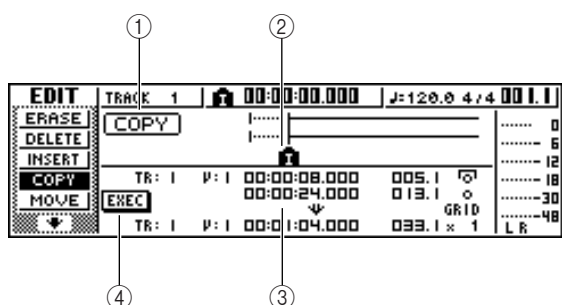 ① ②
EDIT TRACK 1 I 00:00:00.000 ♩=120.0 4/4 001.1
ERASE COPY 0
DELETE 6
INSERT I 12
COPY TR: 1 V: 1 00:00:08.000 005.1 18
MOVE EXEC 00:00:24.000 013.1 30
GRID 48
TR: 1 V: 1 00:01:04.000 033.1 x 1 L R
④ ③